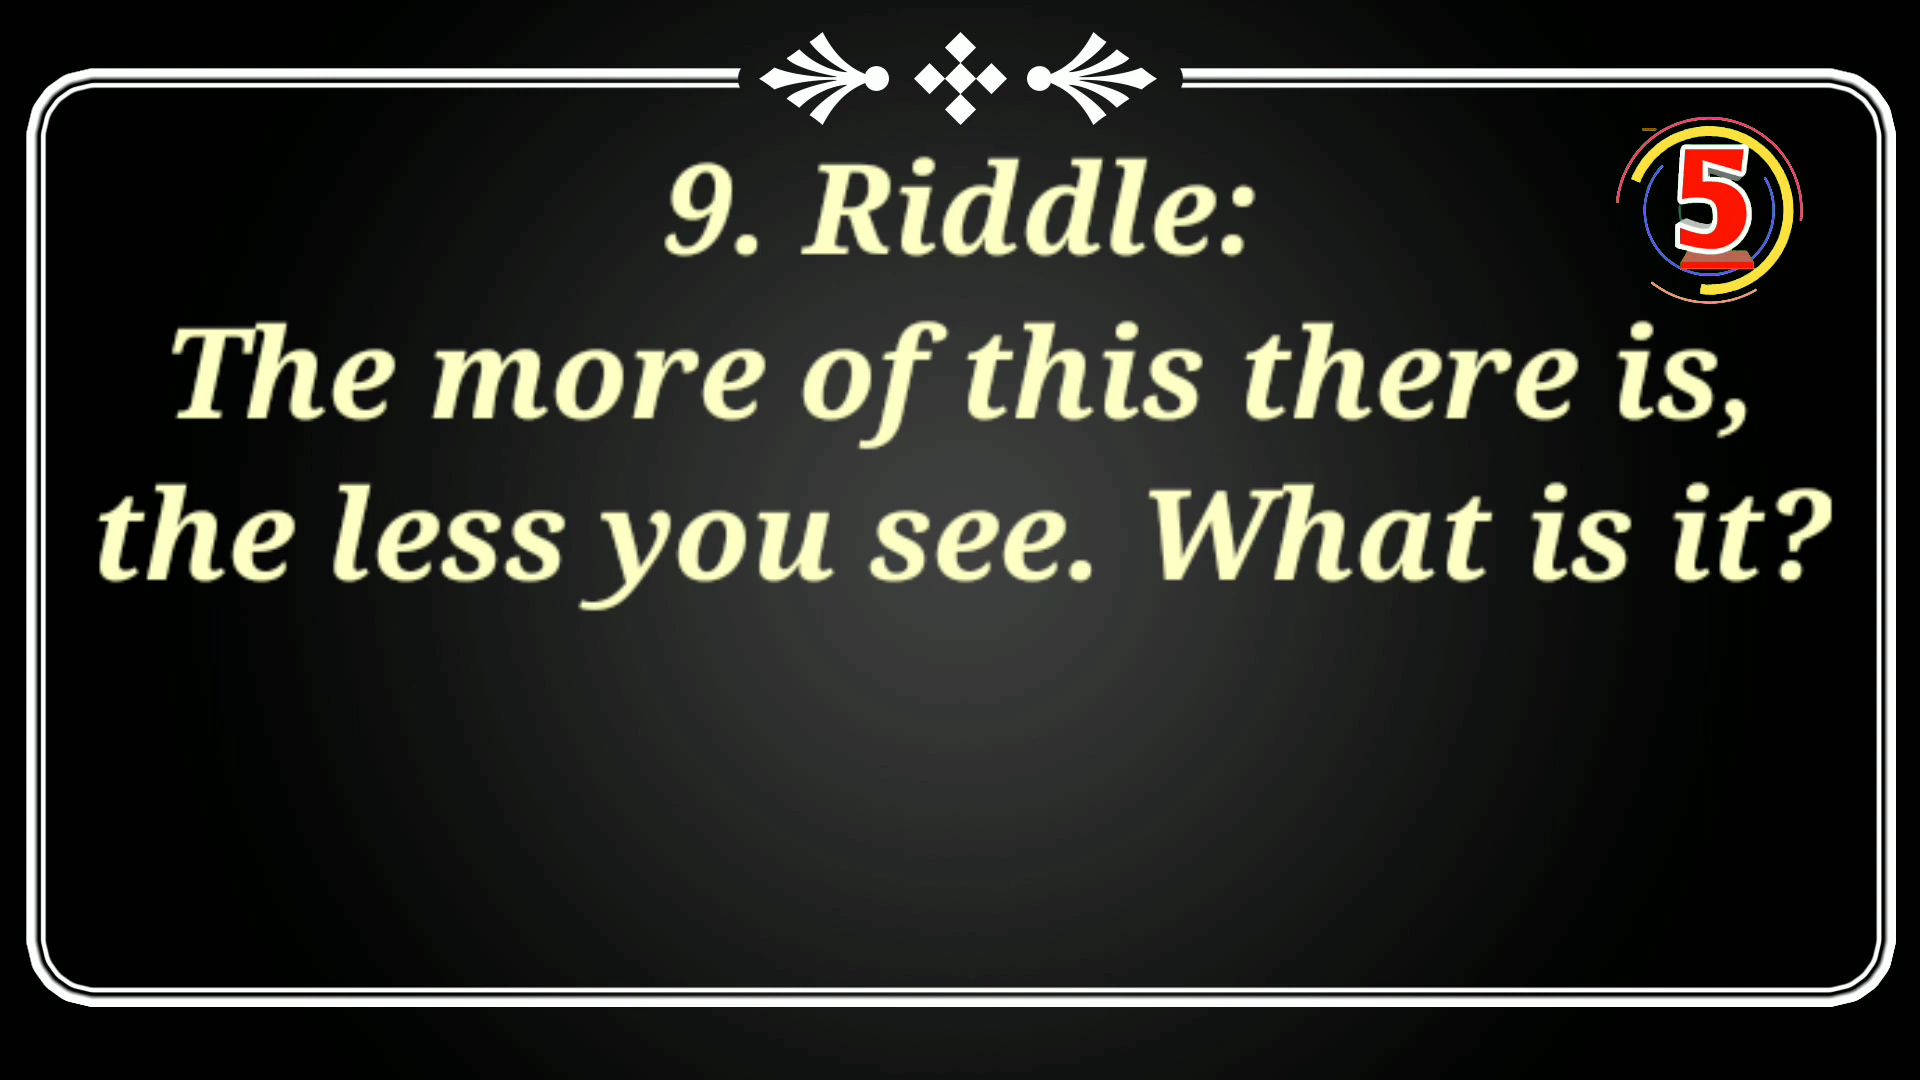 9. Riddle:
5
The more of this there is,
the less you see. What is it?